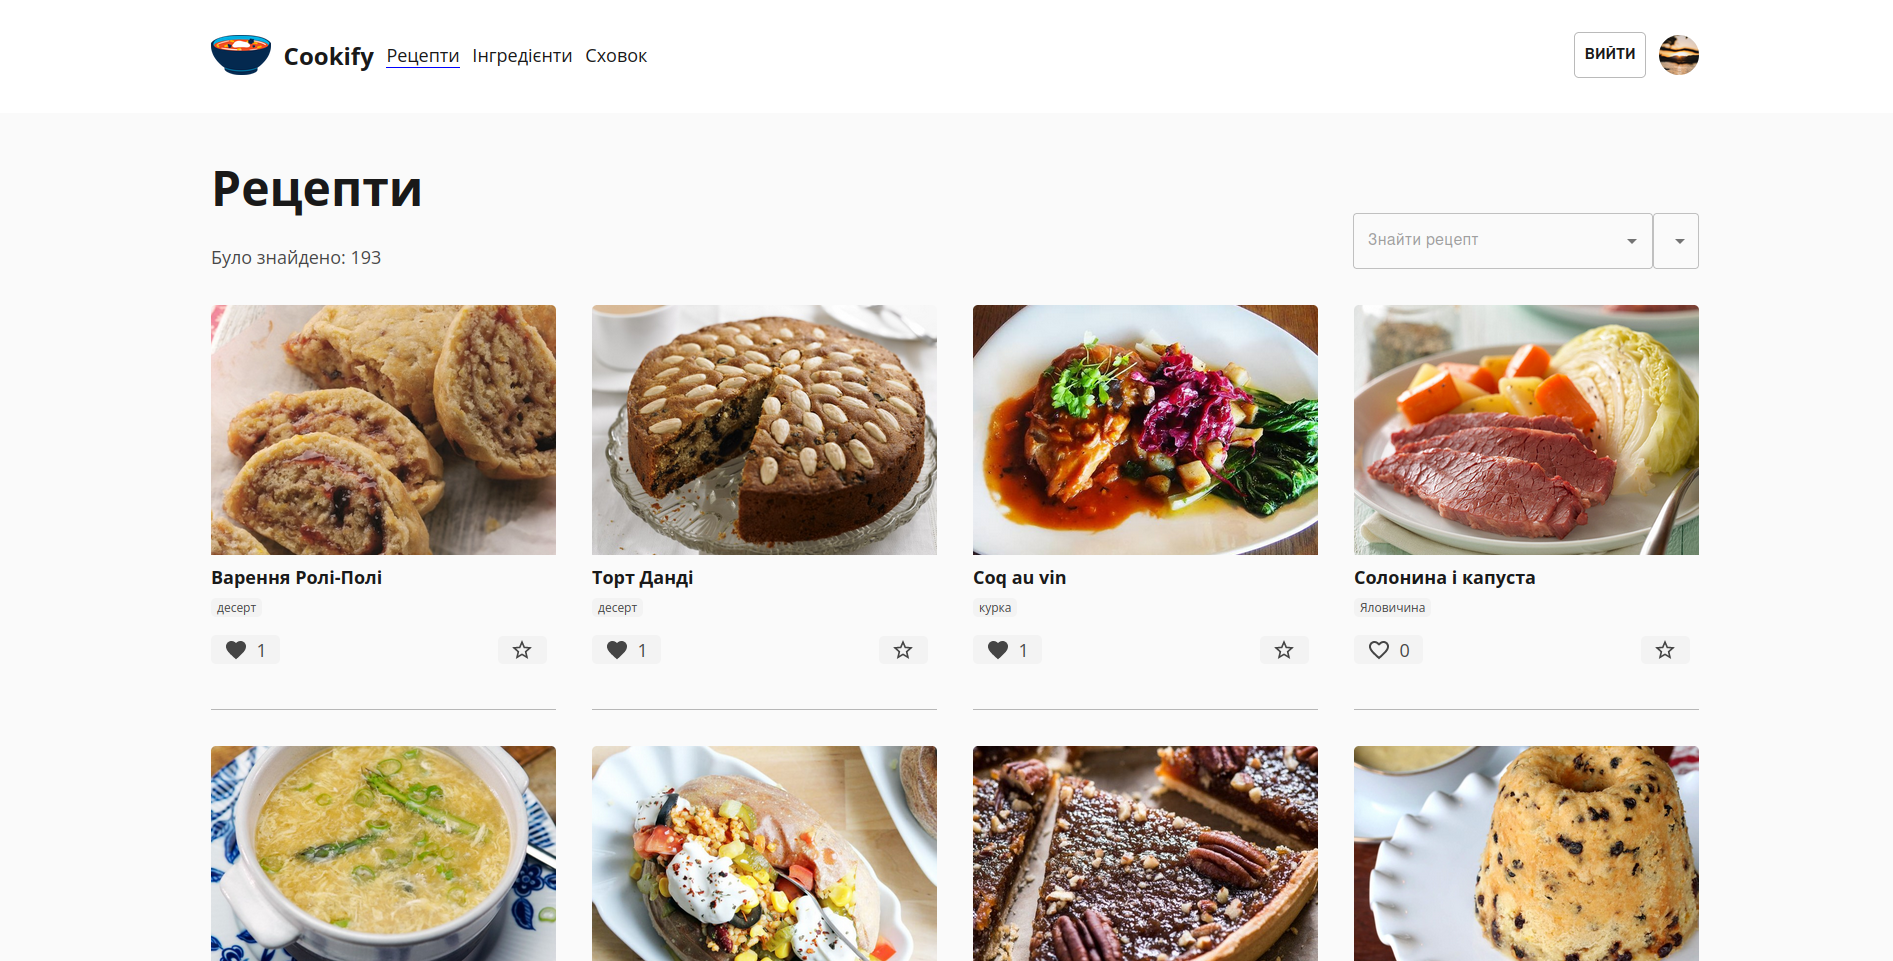 Cookify Рецепти Інгредієнти Сховок ВИЙТИ
Рецепти
Було знайдено: 193
Знайти рецепт
Варення Ролі-Полі
десерт
1
Торт Данді
десерт
1
Coq au vin
курка
1
Солонина і капуста
Яловичина
0